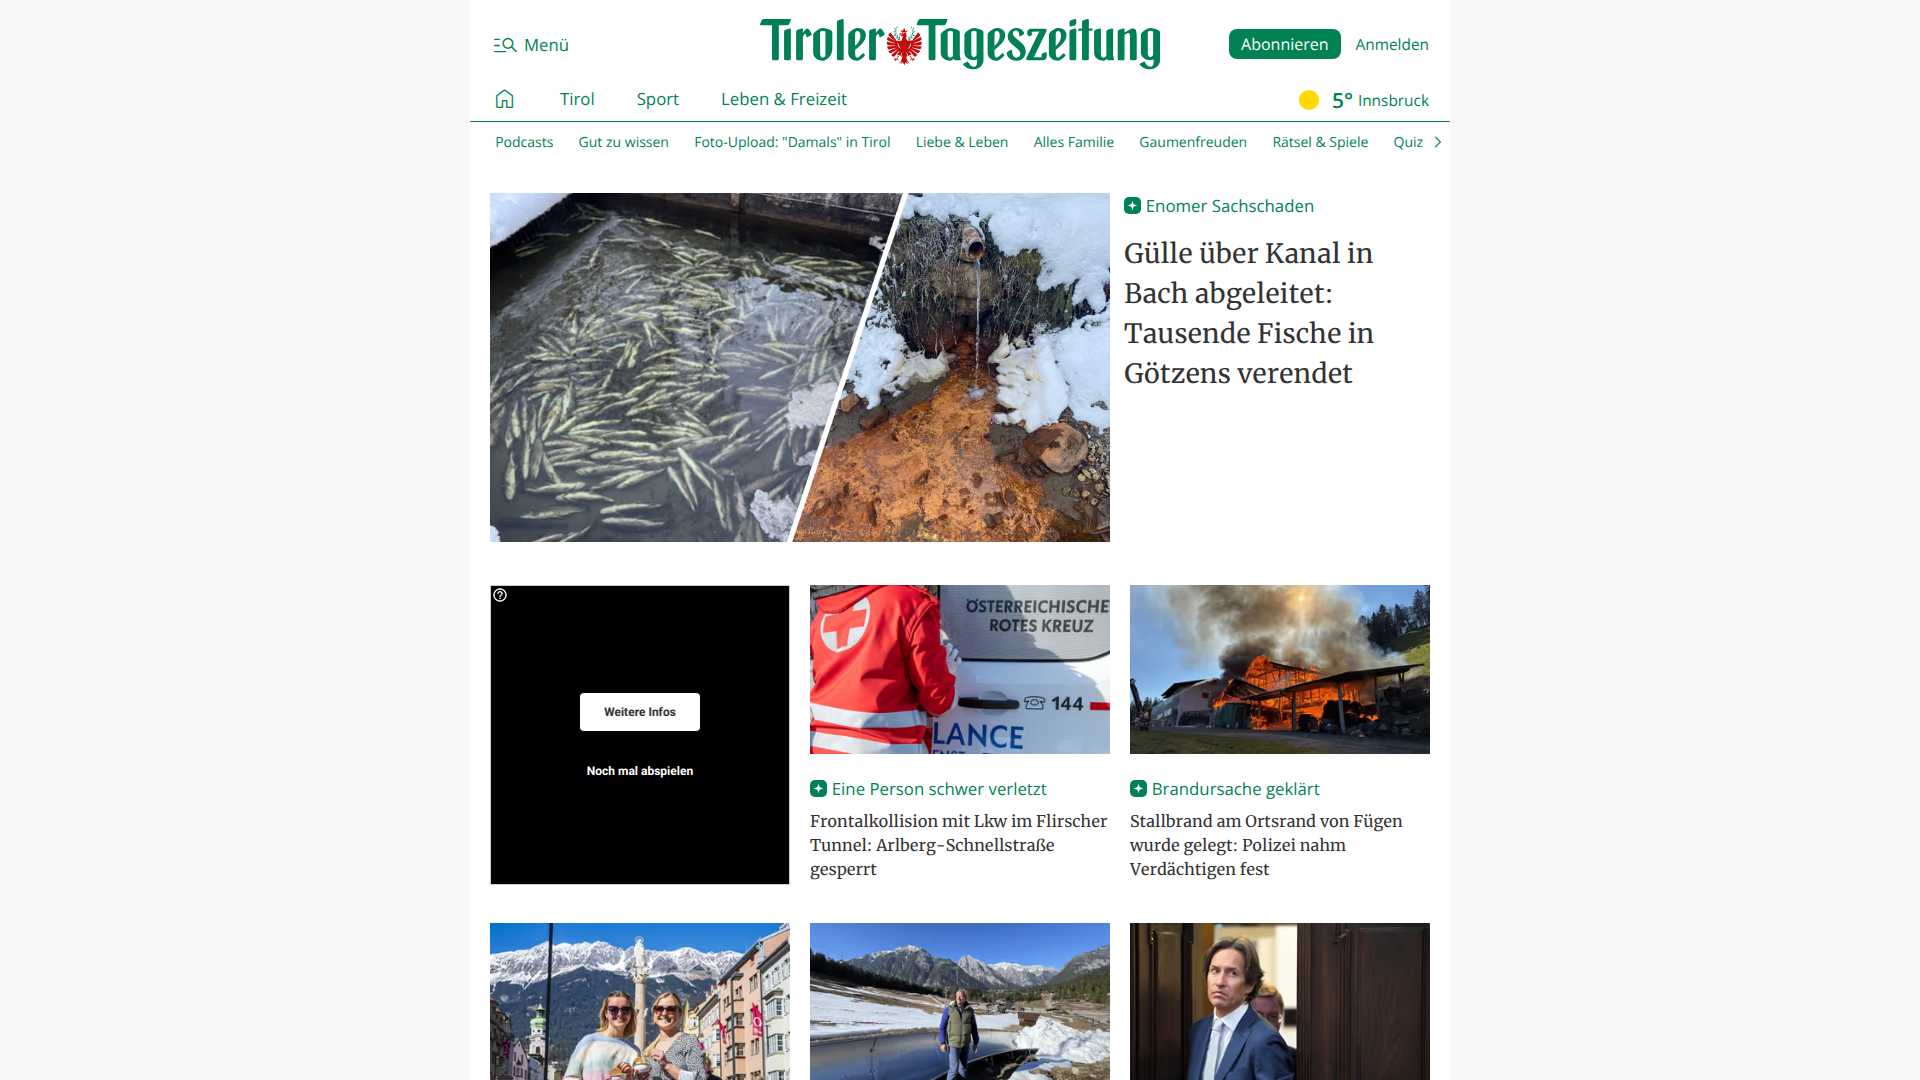 Menü
Tiroler Tageszeitung
Abonnieren
Anmelden
Tirol
Sport
Leben & Freizeit
5° Innsbruck
Podcasts
Gut zu wissen
Foto-Upload: "Damals" in Tirol
Liebe & Leben
Alles Familie
Gaumenfreuden
Rätsel & Spiele
Quiz
Enomer Sachschaden
Gülle über Kanal in
Bach abgeleitet:
Tausende Fische in
Götzens verendet
Weitere Infos
Noch mal abspielen
ÖSTERREICHISCHE
ROTES KREUZ
144
LANCE
Eine Person schwer verletzt
Frontalkollision mit Lkw im Flirscher
Tunnel: Arlberg-Schnellstraße
gesperrt
Brandursache geklärt
Stallbrand am Ortsrand von Fügen
wurde gelegt: Polizei nahm
Verdächtigen fest